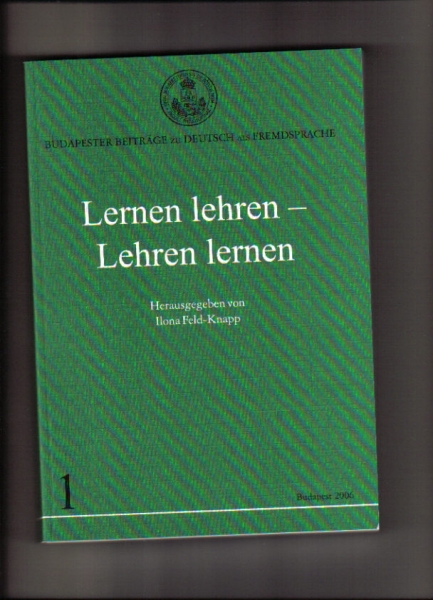 BUDAPESTER BEITRÄGE ZU DEUTSCH ALS FREMDSPRACHE
Lernen lehren –
Lehren lernen
Herausgegeben von
Ilona Feld-Knapp
1
Budapest 2006